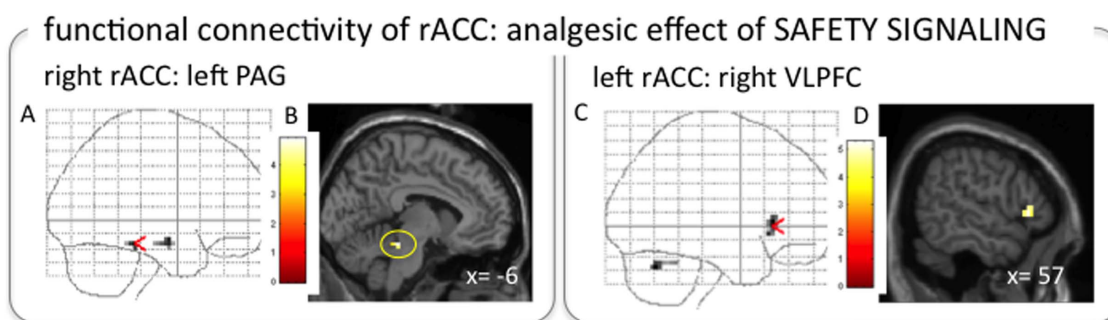 functional connectivity of rACC: analgesic effect of SAFETY SIGNALING
right rACC: left PAG
A
B
4
3
2
1
0
x= -6
left rACC: right VLPFC
C
D
5
4
3
2
1
0
x= 57